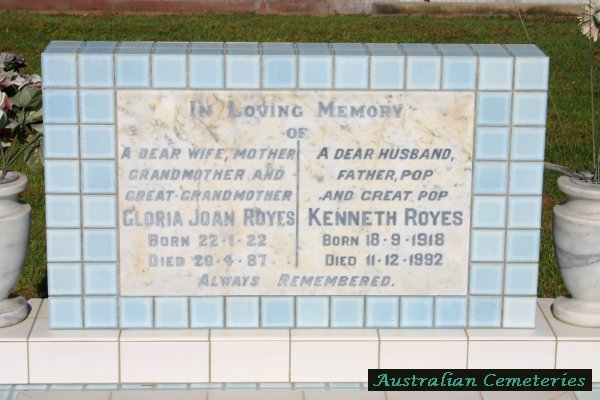 In Loving Memory
of
A dear wife, mother
grandmother and
great-grandmother
Gloria Joan Royes
Born 22-1-22
Died 20-4-87
A dear husband,
father, pop
and great pop
Kenneth Royes
Born 18-9-1918
Died 11-12-1992
Always Remembered.
Australian Cemeteries